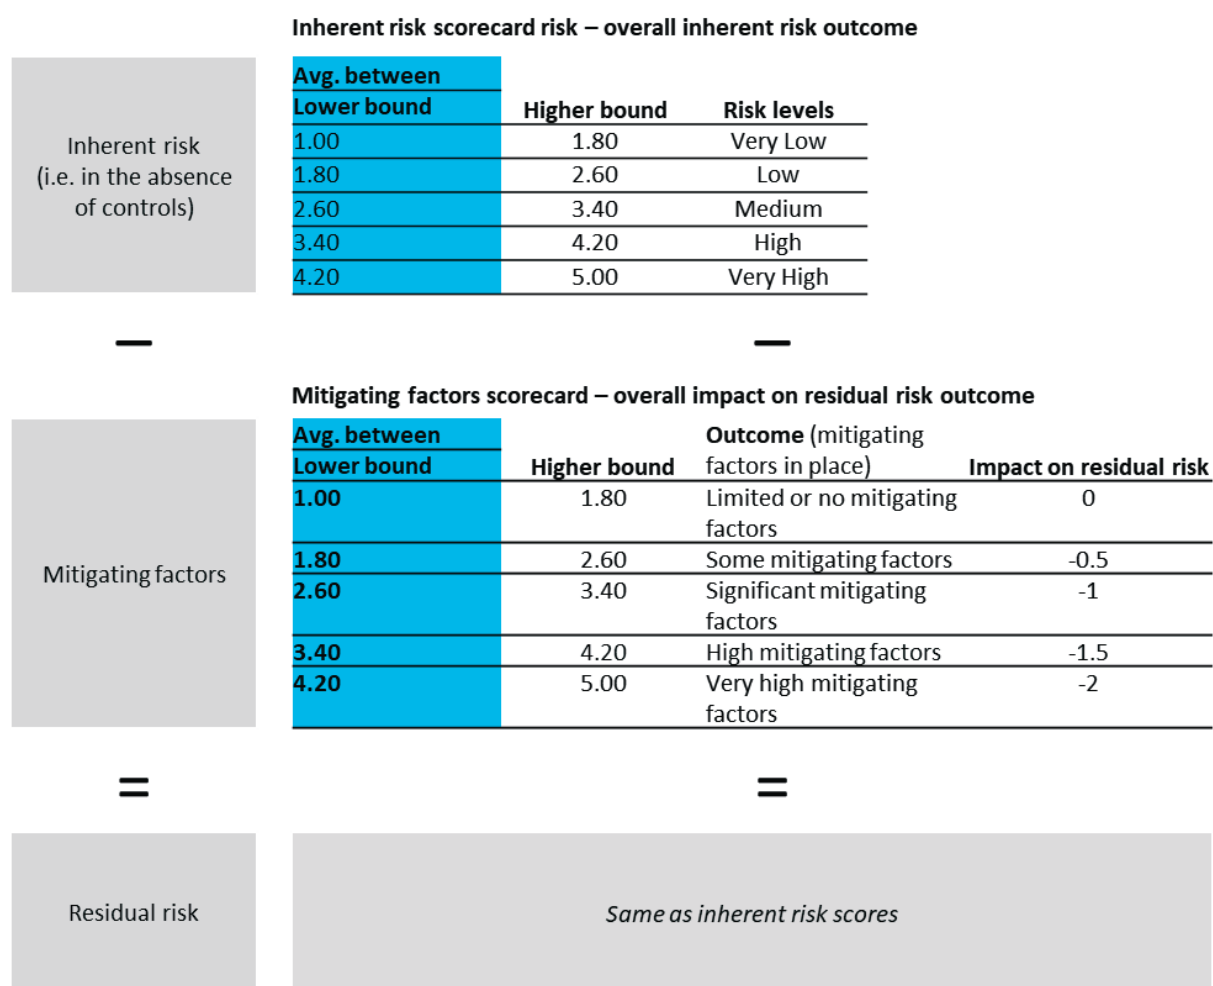 Inherent risk scorecard risk – overall inherent risk outcome
Inherent risk
(i.e. in the absence
of controls)
Avg. between
Lower bound Higher bound Risk levels
1.00 1.80 Very Low
1.80 2.60 Low
2.60 3.40 Medium
3.40 4.20 High
4.20 5.00 Very High
– –
Mitigating factors scorecard – overall impact on residual risk outcome
Mitigating factors
Avg. between Outcome (mitigating
Lower bound Higher bound factors in place) Impact on residual risk
1.00 1.80 Limited or no mitigating 0
factors
1.80 2.60 Some mitigating factors -0.5
2.60 3.40 Significant mitigating -1
factors
3.40 4.20 High mitigating factors -1.5
4.20 5.00 Very high mitigating -2
factors
= =
Residual risk
Same as inherent risk scores